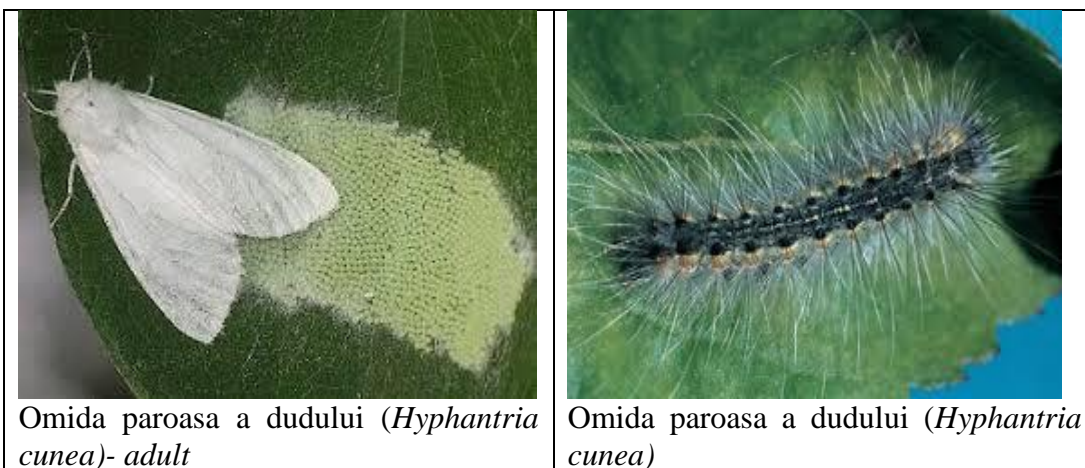 Omida paroasa a dudului (Hyphantria
cunea)- adult
Omida paroasa a dudului (Hyphantria
cunea)